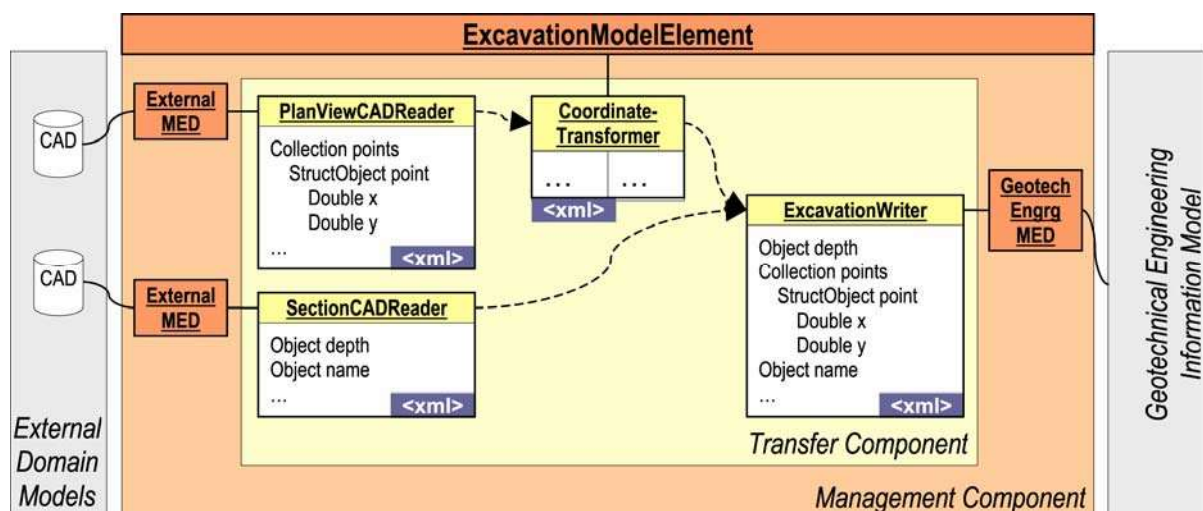 ExcavationModelElement
CAD
External
MED
PlanViewCADReader
Collection points
StructObject point
Double x
Double y
...
<xml>
Coordinate-
Transformer
... ...
<xml>
CAD
External
MED
SectionCADReader
Object depth
Object name
...
<xml>
ExcavationWriter
Object depth
Collection points
StructObject point
Double x
Double y
Object name
...
<xml>
Geotech
Engrg
MED
Transfer Component
Management Component
External
Domain
Models
Geotechnical Engineering
Information Model